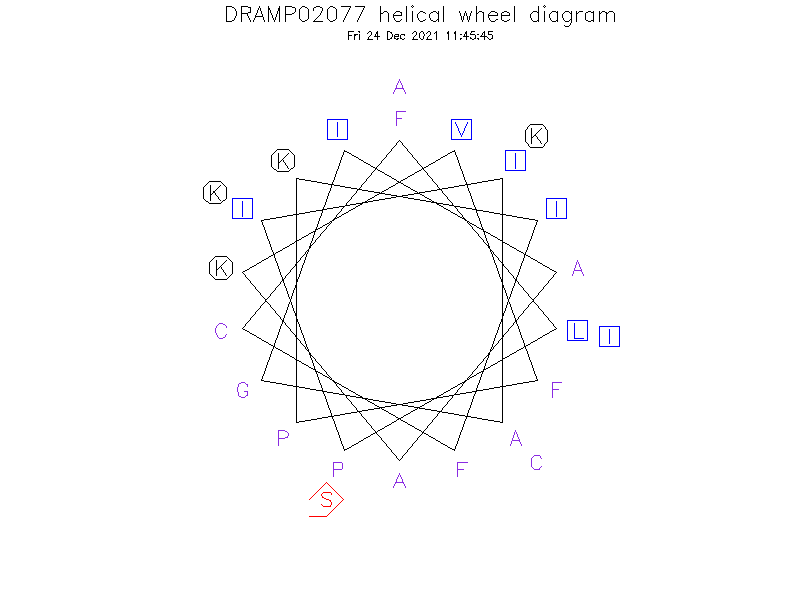 DRAMP02077 helical wheel diagram
Fri 24 Dec 2021 11:45:45
A
F
I V K
K I
K I I
K A
C L I
G F
P A
C
P A F
S